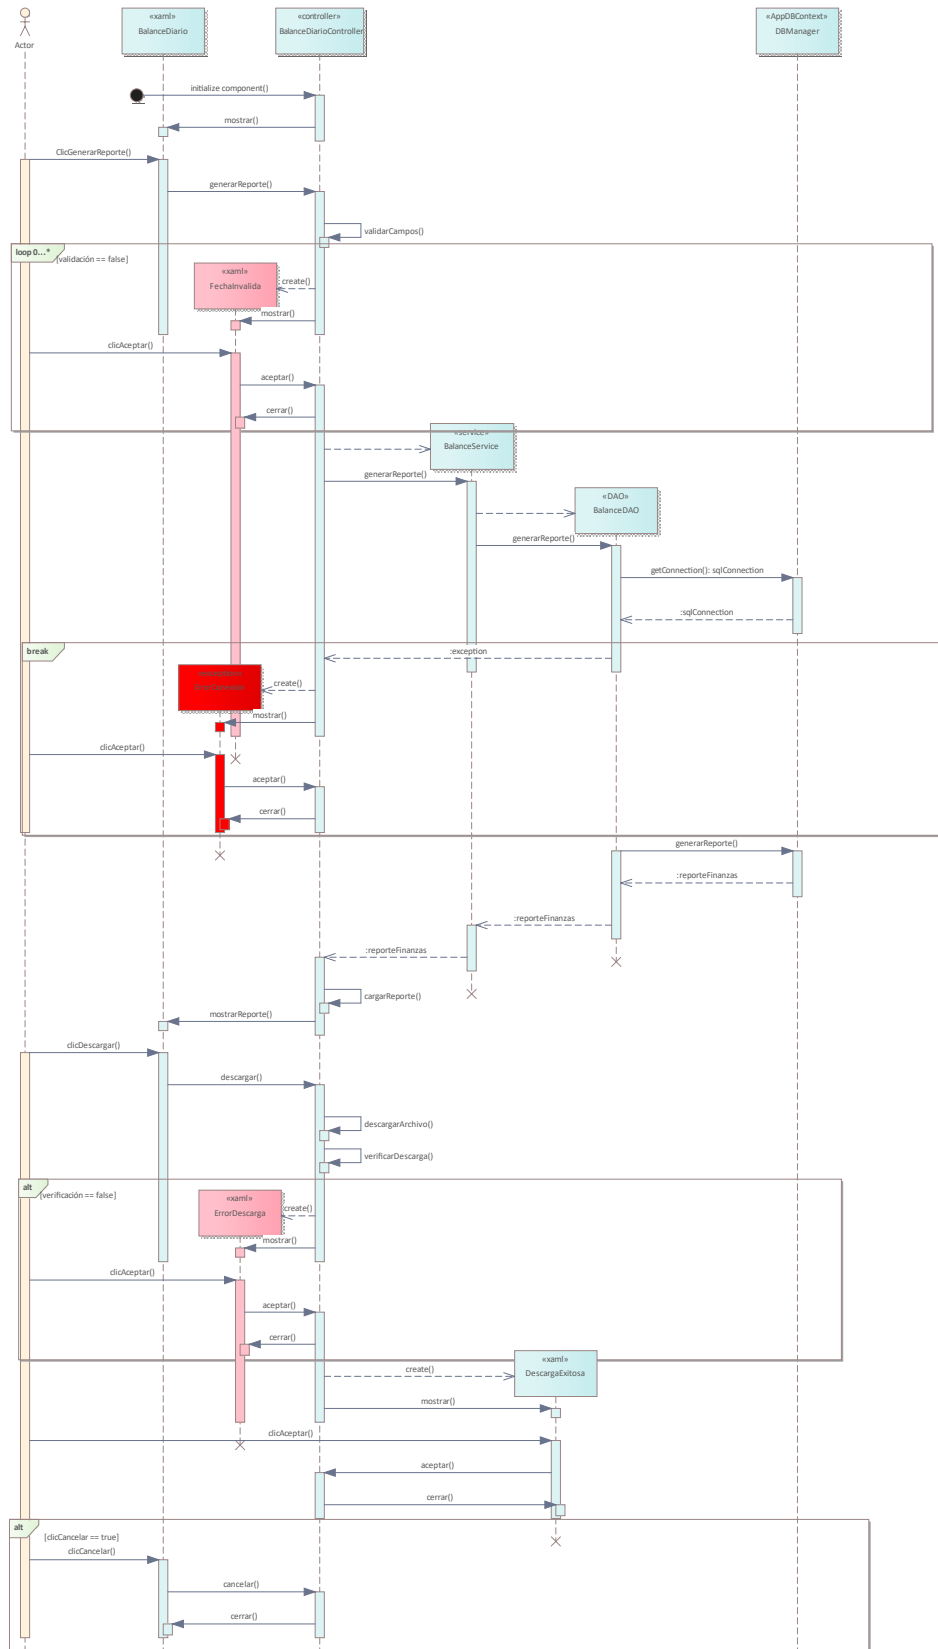 «xaml»
BalanceDiario
«controller»
BalanceDiarioController
«AppDBContext»
DBManager
Actor
initialize component()
mostrar()
ClicGenerarReporte()
generarReporte()
validarCampos()
loop 0...*
[validación == false]
«xaml»
FechaInvalida
create()
mostrar()
clicAceptar()
aceptar()
cerrar()
«service»
BalanceService
generarReporte()
«DAO»
BalanceDAO
generarReporte()
getConnection(): sqlConnection
:sqlConnection
break
:exception
create()
mostrar()
clicAceptar()
aceptar()
cerrar()
generarReporte()
:reporteFinanzas
:reporteFinanzas
:reporteFinanzas
cargarReporte()
mostrarReporte()
clicDescargar()
descargar()
descargarArchivo()
verificarDescarga()
alt
[verificación == false]
«xaml»
ErrorDescarga
create()
mostrar()
clicAceptar()
aceptar()
cerrar()
«xaml»
DescargaExitosa
create()
mostrar()
clicAceptar()
aceptar()
cerrar()
alt
[clicCancelar == true]
clicCancelar()
cancelar()
cerrar()